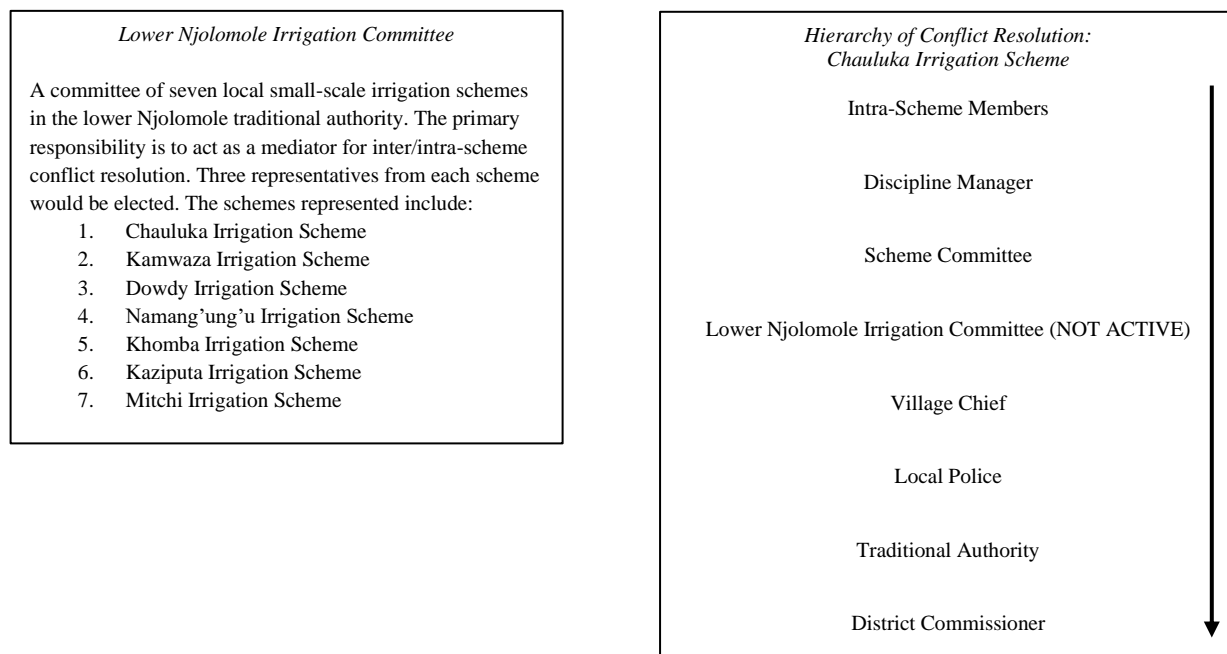 Lower Njolomole Irrigation Committee
A committee of seven local small-scale irrigation schemes
in the lower Njolomole traditional authority. The primary
responsibility is to act as a mediator for inter/intra-scheme
conflict resolution. Three representatives from each scheme
would be elected. The schemes represented include:
1. Chauluka Irrigation Scheme
2. Kamwaza Irrigation Scheme
3. Dowdy Irrigation Scheme
4. Namang’ung’u Irrigation Scheme
5. Khomba Irrigation Scheme
6. Kaziputa Irrigation Scheme
7. Mitchi Irrigation Scheme
Hierarchy of Conflict Resolution:
Chauluka Irrigation Scheme
Intra-Scheme Members
Discipline Manager
Scheme Committee
Lower Njolomole Irrigation Committee (NOT ACTIVE)
Village Chief
Local Police
Traditional Authority
District Commissioner